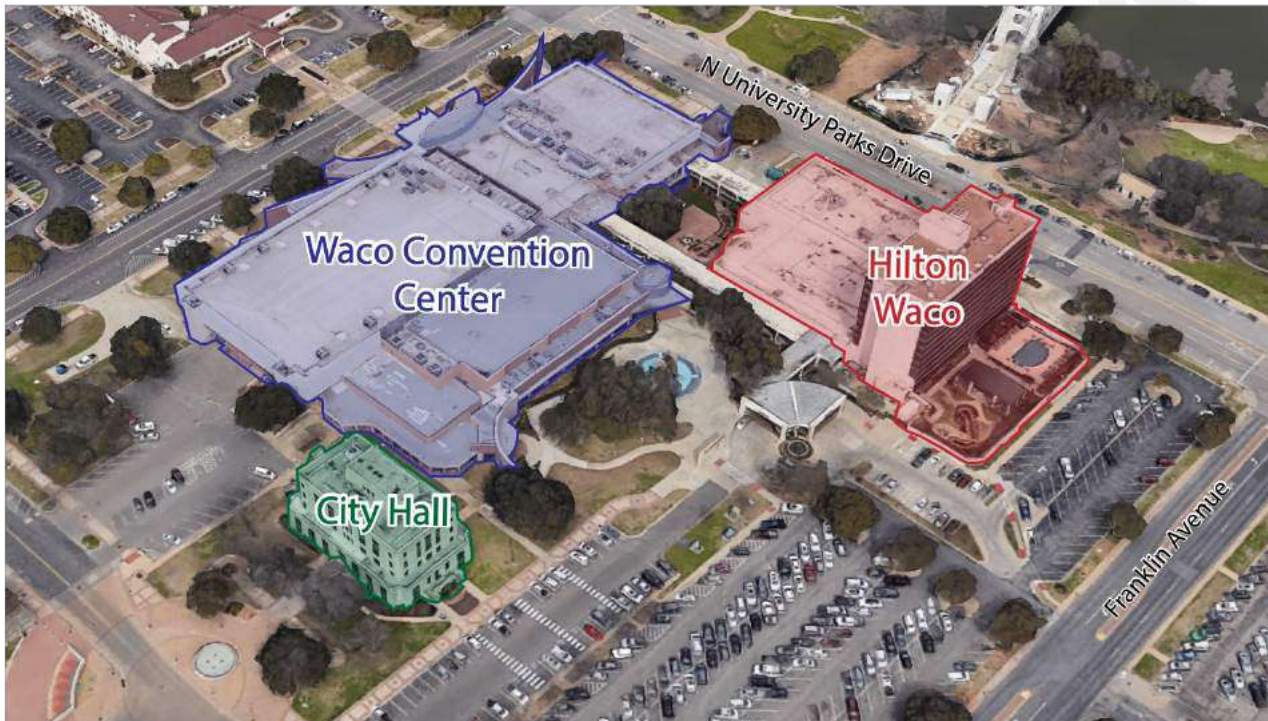 N University Parks Drive
Waco Convention
Center
Hilton
Waco
City Hall
Franklin Avenue